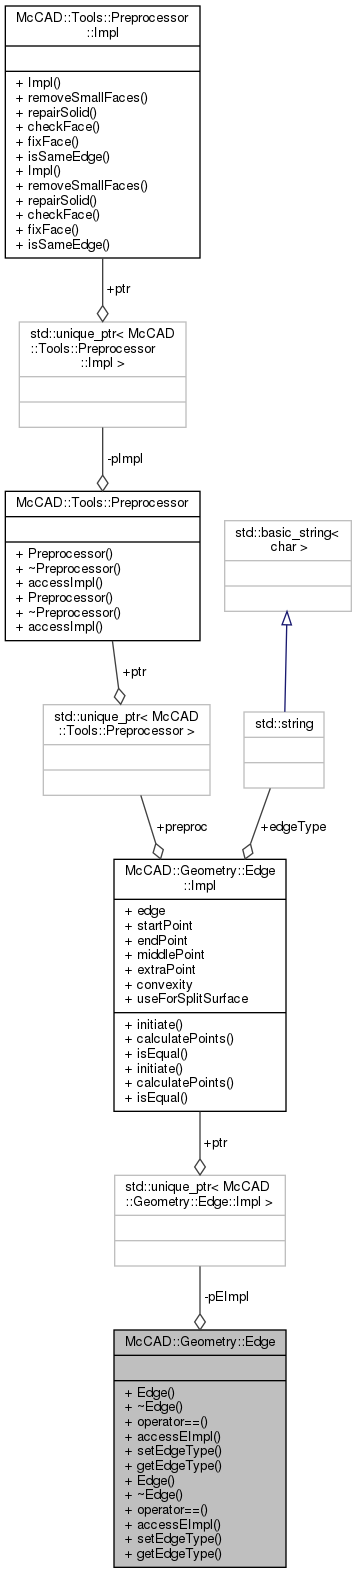 McCAD::Tools::Preprocessor
::Impl
+ Impl()
+ removeSmallFaces()
+ repairSolid()
+ checkFace()
+ fixFace()
+ isSameEdge()
+ Impl()
+ removeSmallFaces()
+ repairSolid()
+ checkFace()
+ fixFace()
+ isSameEdge()
+ptr
std::unique_ptr< McCAD
::Tools::Preprocessor
::Impl >
-pImpl
McCAD::Tools::Preprocessor
+ Preprocessor()
+ ~Preprocessor()
+ accessImpl()
+ Preprocessor()
+ ~Preprocessor()
+ accessImpl()
std::basic_string<
char >
+ptr
std::unique_ptr< McCAD
::Tools::Preprocessor >
std::string
+preproc
+edgeType
McCAD::Geometry::Edge
::Impl
+ edge
+ startPoint
+ endPoint
+ middlePoint
+ extraPoint
+ convexity
+ useForSplitSurface
+ initiate()
+ calculatePoints()
+ isEqual()
+ initiate()
+ calculatePoints()
+ isEqual()
+ptr
std::unique_ptr< McCAD
::Geometry::Edge::Impl >
-pEImpl
McCAD::Geometry::Edge
+ Edge()
+ ~Edge()
+ operator==()
+ accessEImpl()
+ setEdgeType()
+ getEdgeType()
+ Edge()
+ ~Edge()
+ operator==()
+ accessEImpl()
+ setEdgeType()
+ getEdgeType()